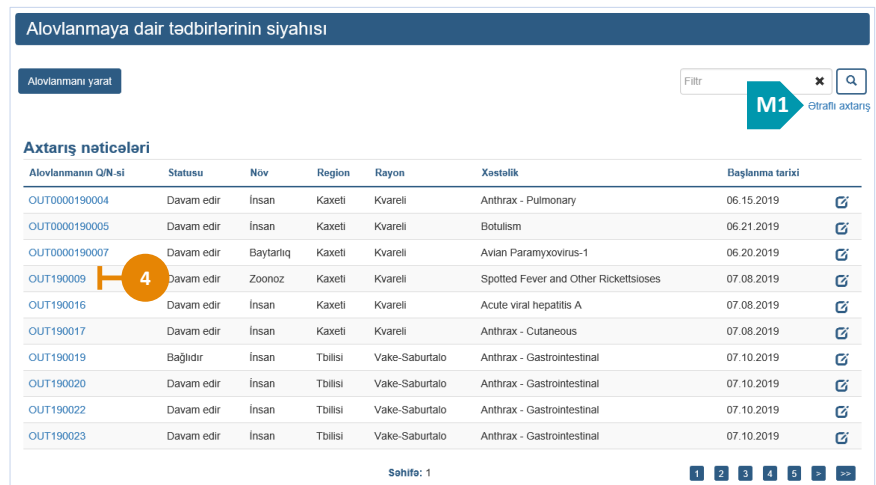 Alovlanmaya dair tədbirlərinin siyahısı
Alovlanmanı yarat
Filtr
M1
Ətraflı axtarış
Axtarış nəticələri
Alovlanmanın Q/N-si Statusu Növ Region Rayon Xəstəlik Başlanma tarixi
OUT0000190004 Davam edir İnsan Kaxeti Kvareli Anthrax - Pulmonary 06.15.2019
OUT0000190005 Davam edir İnsan Kaxeti Kvareli Botulism 06.21.2019
OUT0000190007 Davam edir Baytarlıq Kaxeti Kvareli Avian Paramyxovirus-1 06.20.2019
OUT190009 4 Davam edir Zoonoz Kaxeti Kvareli Spotted Fever and Other Rickettsioses 07.08.2019
OUT190016 Davam edir İnsan Kaxeti Kvareli Acute viral hepatitis A 07.08.2019
OUT190017 Davam edir İnsan Kaxeti Kvareli Anthrax - Cutaneous 07.08.2019
OUT190019 Bağlıdır İnsan Tbilisi Vake-Saburtalo Anthrax - Gastrointestinal 07.10.2019
OUT190020 Davam edir İnsan Tbilisi Vake-Saburtalo Anthrax - Gastrointestinal 07.10.2019
OUT190022 Davam edir İnsan Tbilisi Vake-Saburtalo Anthrax - Gastrointestinal 07.10.2019
OUT190023 Davam edir İnsan Tbilisi Vake-Saburtalo Anthrax - Gastrointestinal 07.10.2019
Səhifə: 1 1 2 3 4 5 > >>